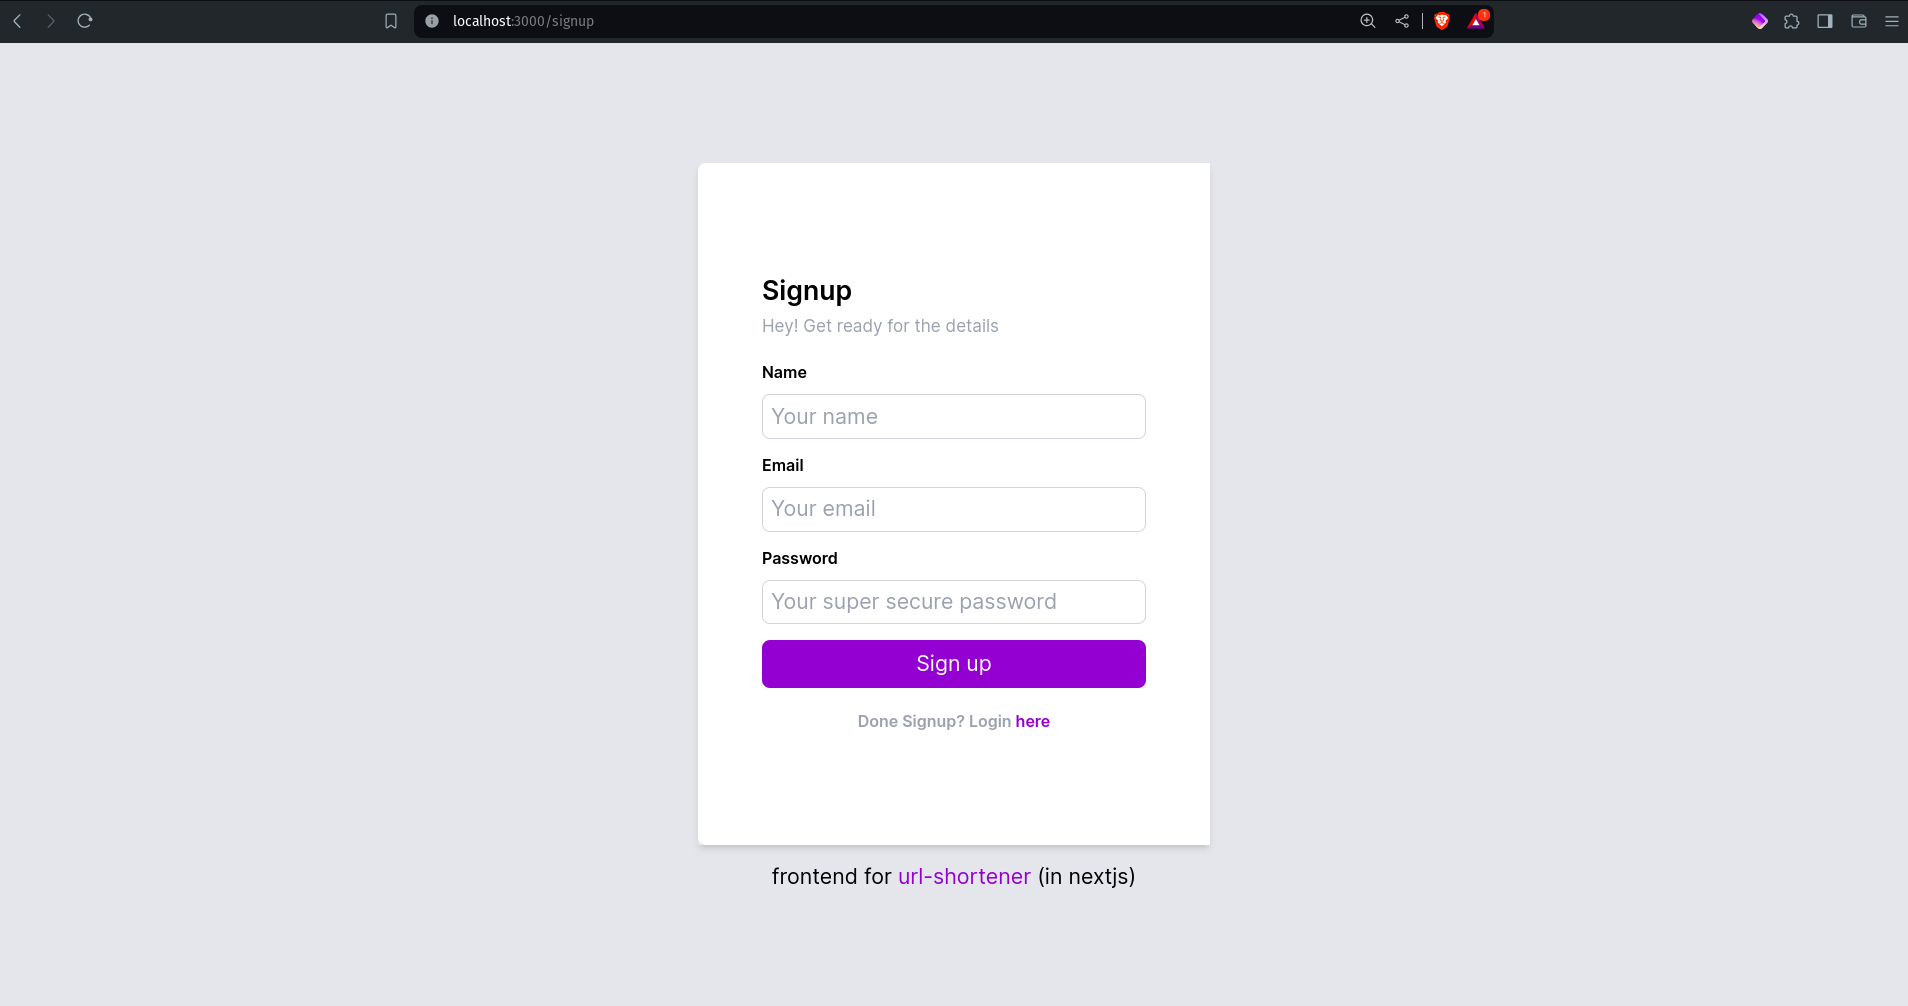 localhost:3000/signup
1
Signup
Hey! Get ready for the details
Name
Your name
Email
Your email
Password
Your super secure password
Sign up
Done Signup? Login here
frontend for url-shortener (in nextjs)